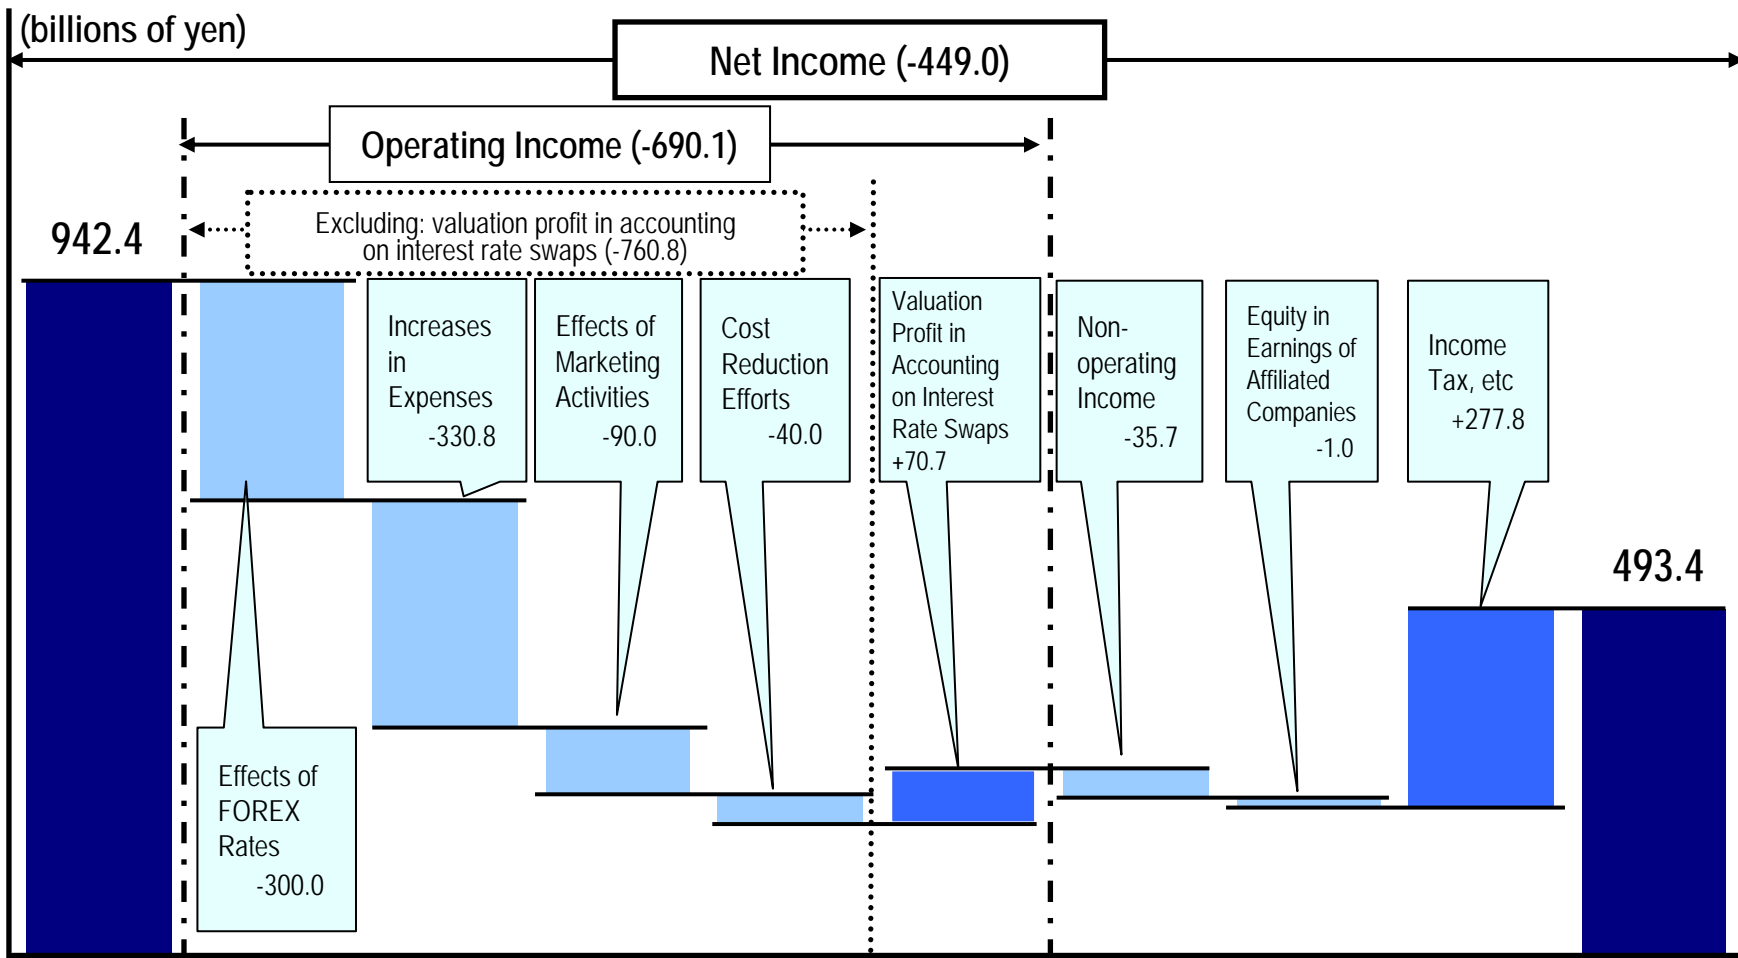 (billions of yen)
Net Income (-449.0)
Operating Income (-690.1)
Excluding: valuation profit in accounting
on interest rate swaps (-760.8)
942.4
Effects of
FOREX
Rates
-300.0
Increases
in
Expenses
-330.8
Effects of
Marketing
Activities
-90.0
Cost
Reduction
Efforts
-40.0
Valuation
Profit in
Accounting
on Interest
Rate Swaps
+70.7
Non-
operating
Income
-35.7
Equity in
Earnings of
Affiliated
Companies
-1.0
Income
Tax, etc
+277.8
493.4